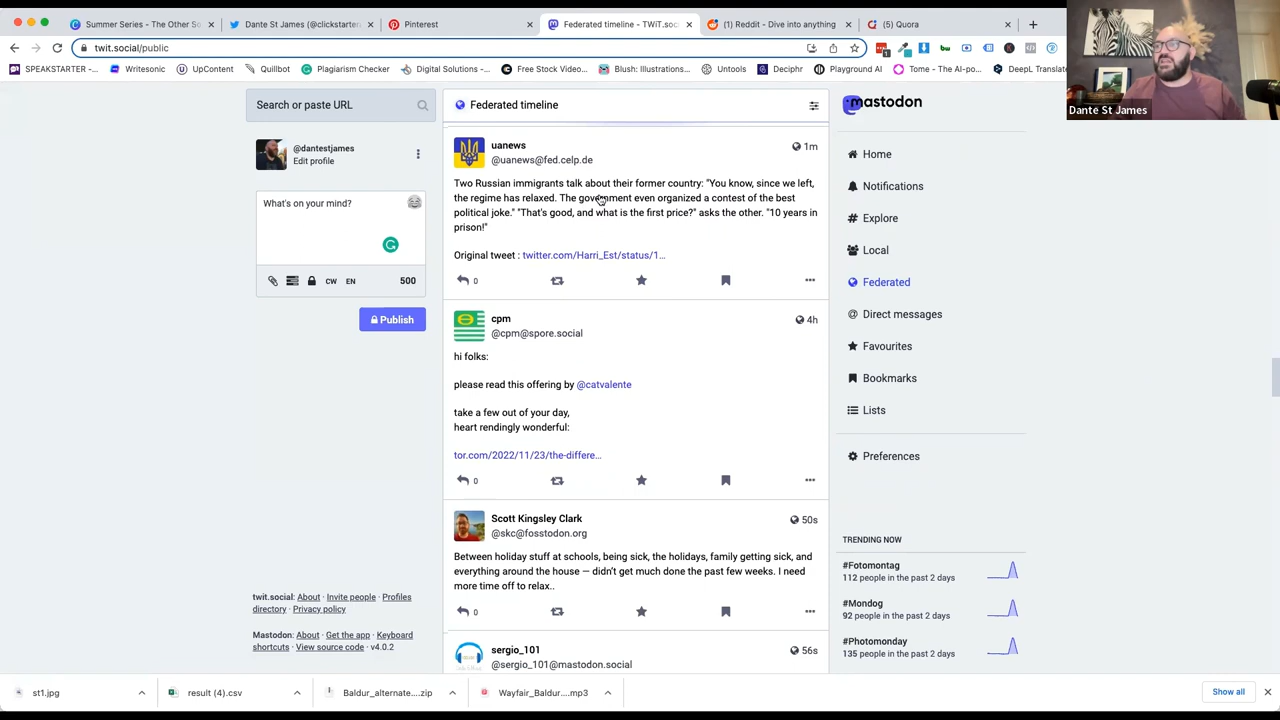 Summer Series - The Other So
Dante St James (@clickstarter
Pinterest
Federated timeline - TWiT.soc
(1) Reddit - Dive into anything
(5) Quora
twit.social/public
SPEAKSTARTER -...
Writesonic
UpContent
Quillbot
Plagiarism Checker
Digital Solutions -...
Free Stock Video...
Blush: Illustrations...
Untools
Deciphr
Playground AI
Tome - The AI-po...
DeepL Translate
Dante St James
Search or paste URL
Federated timeline
mastodon
@dantestjames
Edit profile
What's on your mind?
CW
EN
500
Publish
uanews
1m
@uanews@fed.celp.de
Two Russian immigrants talk about their former country: "You know, since we left,
the regime has relaxed. The government even organized a contest of the best
political joke." "That's good, and what is the first price?" asks the other. "10 years in
prison!"
Original tweet : twitter.com/Harri_Est/status/1...
0
cpm
4h
@cpm@spore.social
hi folks:
please read this offering by @catvalente
take a few out of your day,
heart rendingly wonderful:
tor.com/2022/11/23/the-differe...
0
Scott Kingsley Clark
50s
@skc@fosstodon.org
Between holiday stuff at schools, being sick, the holidays, family getting sick, and
everything around the house — didn't get much done the past few weeks. I need
more time off to relax..
0
sergio_101
56s
@sergio_101@mastodon.social
Home
Notifications
Explore
Local
Federated
Direct messages
Favourites
Bookmarks
Lists
Preferences
TRENDING NOW
#Fotomontag
112 people in the past 2 days
#Mondog
92 people in the past 2 days
#Photomonday
135 people in the past 2 days
twit.social: About · Invite people · Profiles
directory · Privacy policy
Mastodon: About · Get the app · Keyboard
shortcuts · View source code · v4.0.2
st1.jpg
result (4).csv
Baldur_alternate....zip
Wayfair_Baldur....mp3
Show all